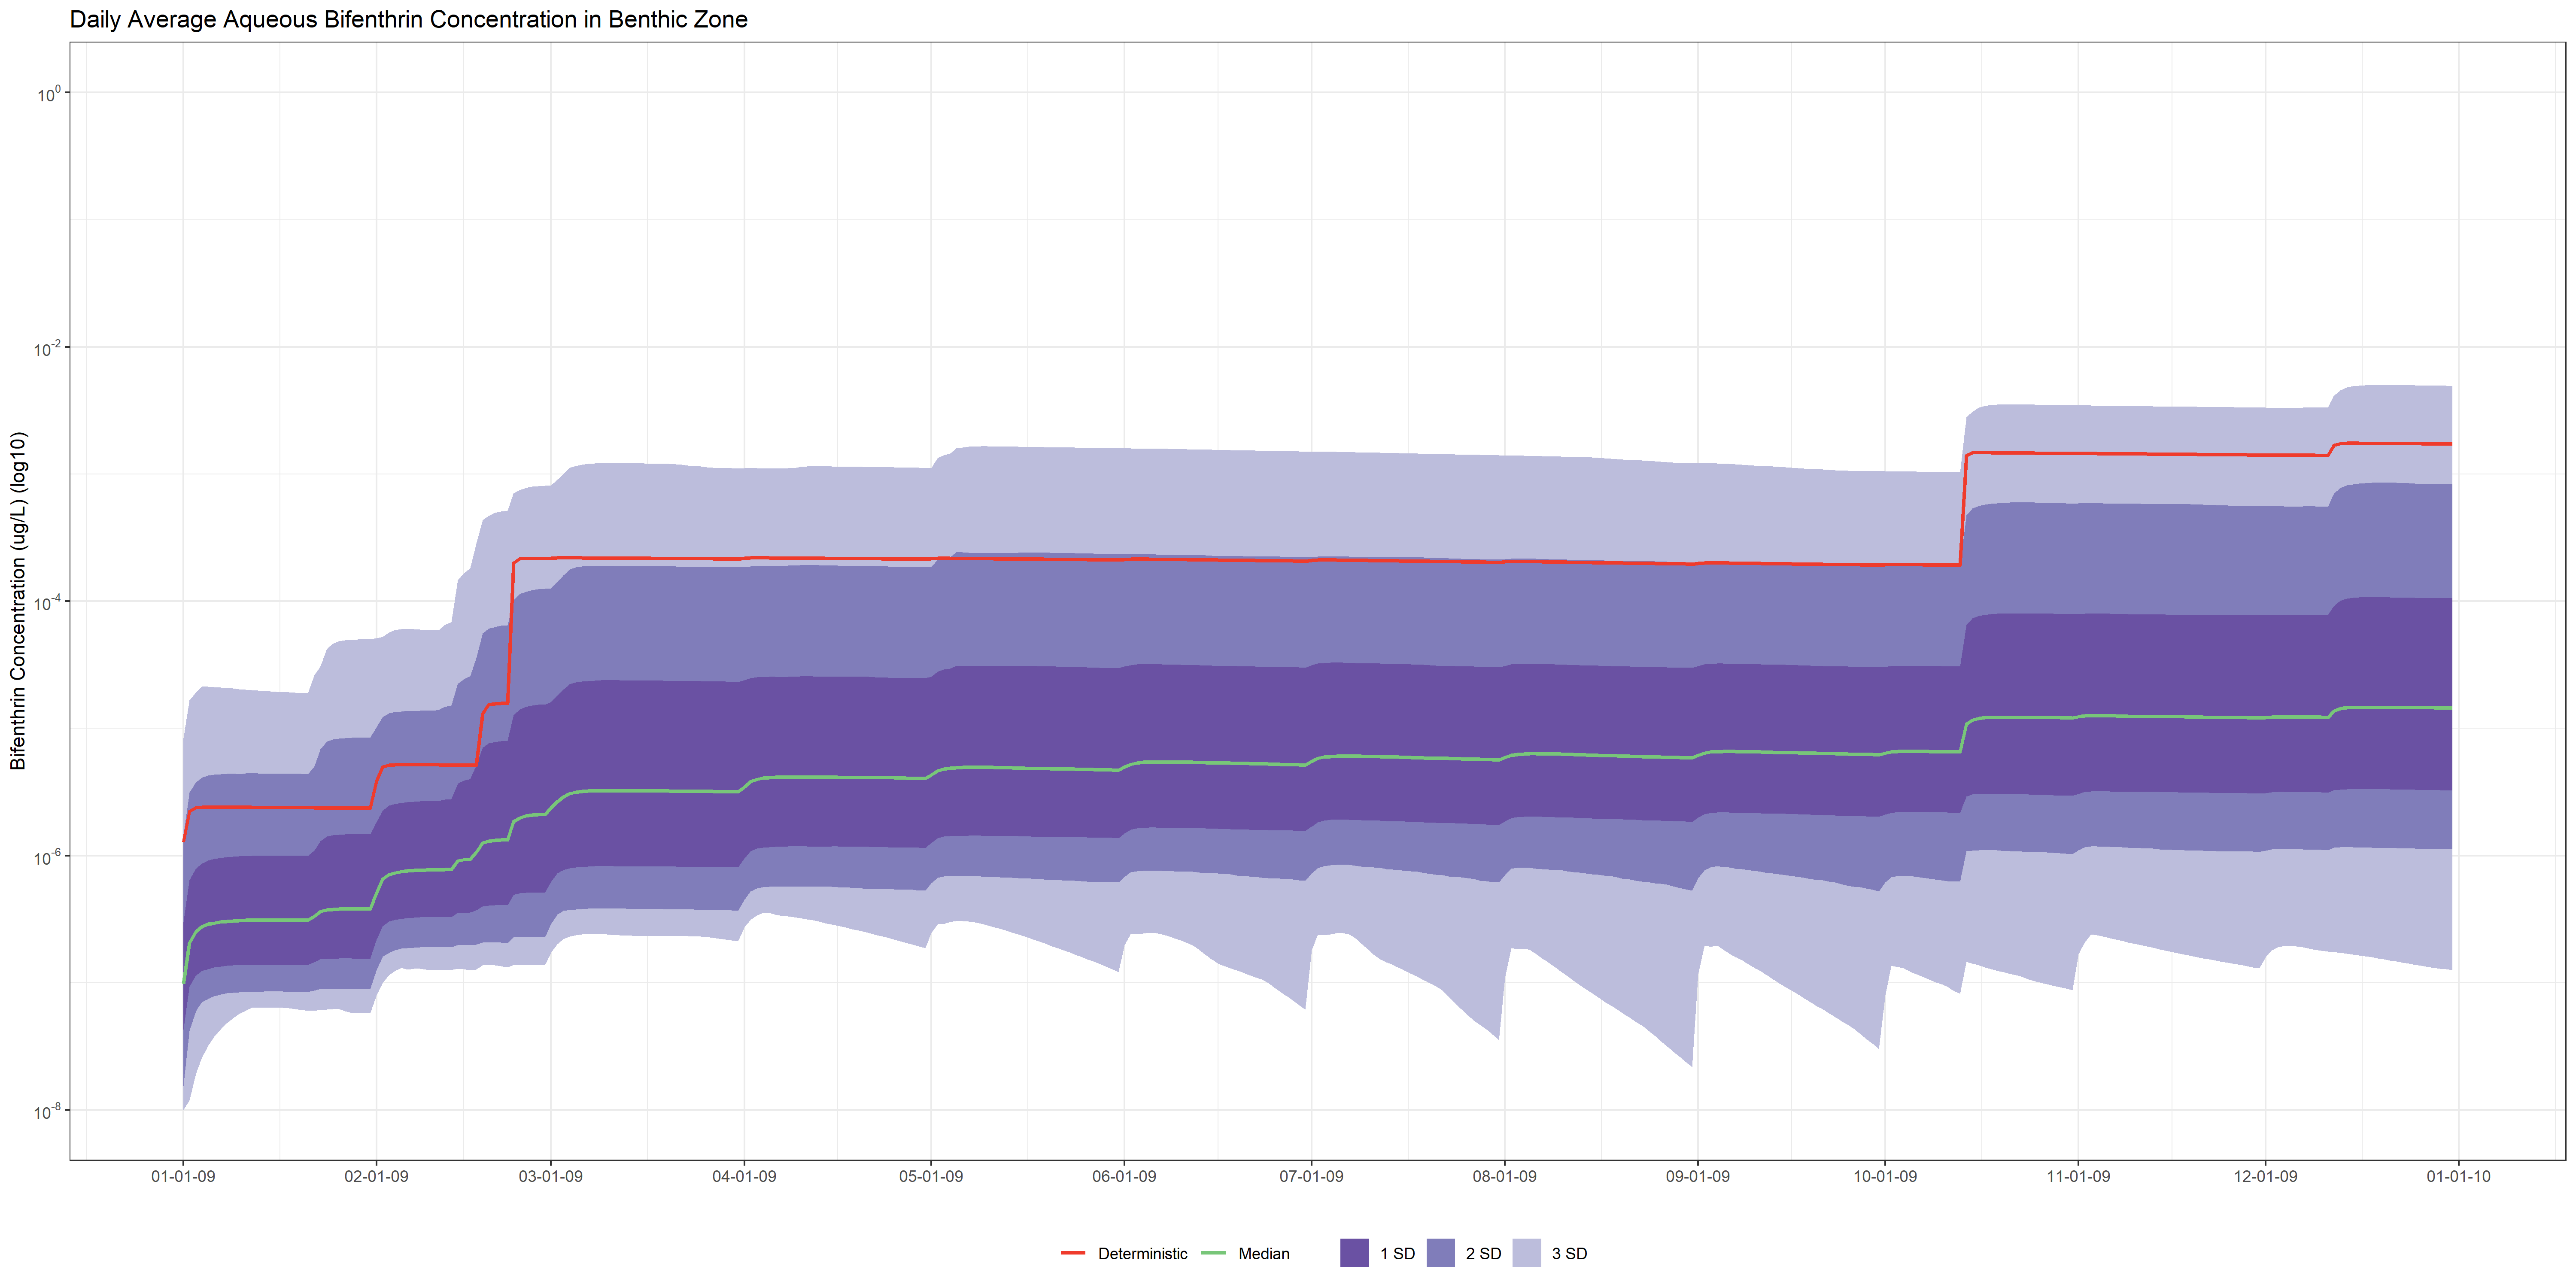 Daily Average Aqueous Bifenthrin Concentration in Benthic Zone
Bifenthrin Concentration (ug/L) (log10)
10^0
10^-2
10^-4
10^-6
10^-8
01-01-09 02-01-09 03-01-09 04-01-09 05-01-09 06-01-09 07-01-09 08-01-09 09-01-09 10-01-09 11-01-09 12-01-09 01-01-10
Deterministic Median 1 SD 2 SD 3 SD